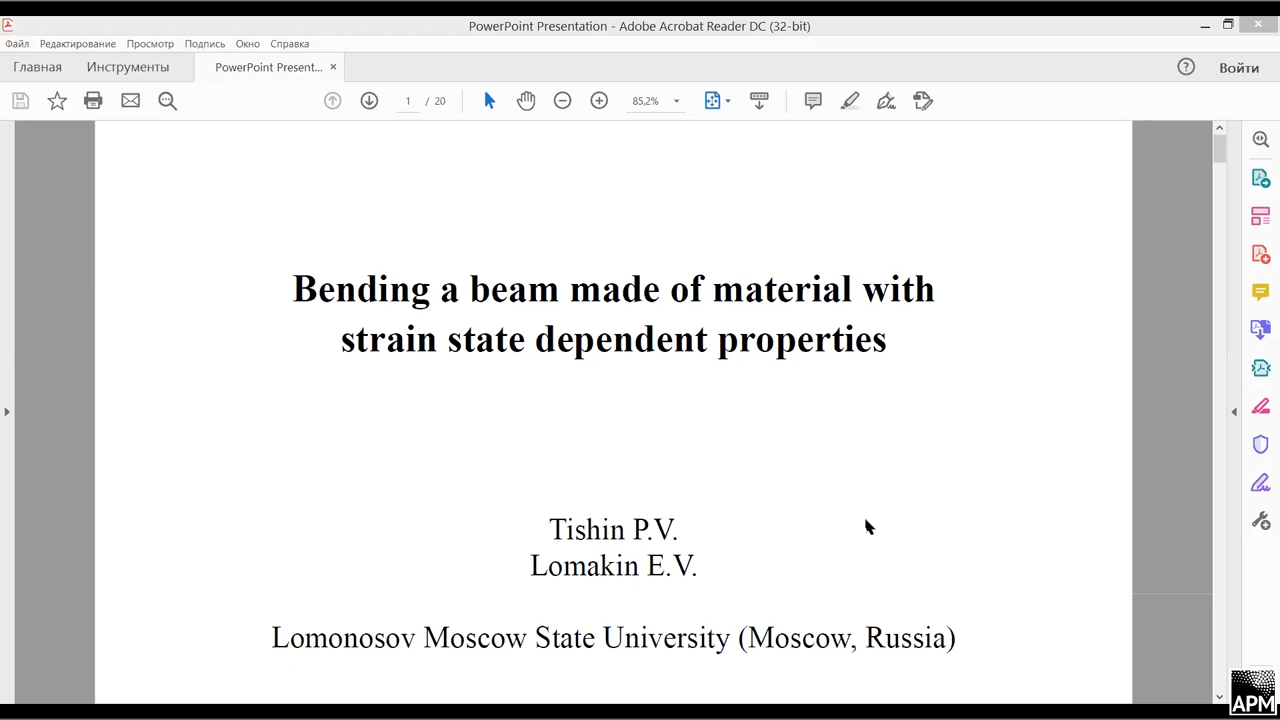 PowerPoint Presentation - Adobe Acrobat Reader DC (32-bit)
Файл Редактирование Просмотр Подпись Окно Справка
Главная Инструменты PowerPoint Present... Войти
1 / 20 85,2%
Bending a beam made of material with
strain state dependent properties
Tishin P.V.
Lomakin E.V.
Lomonosov Moscow State University (Moscow, Russia)
APM